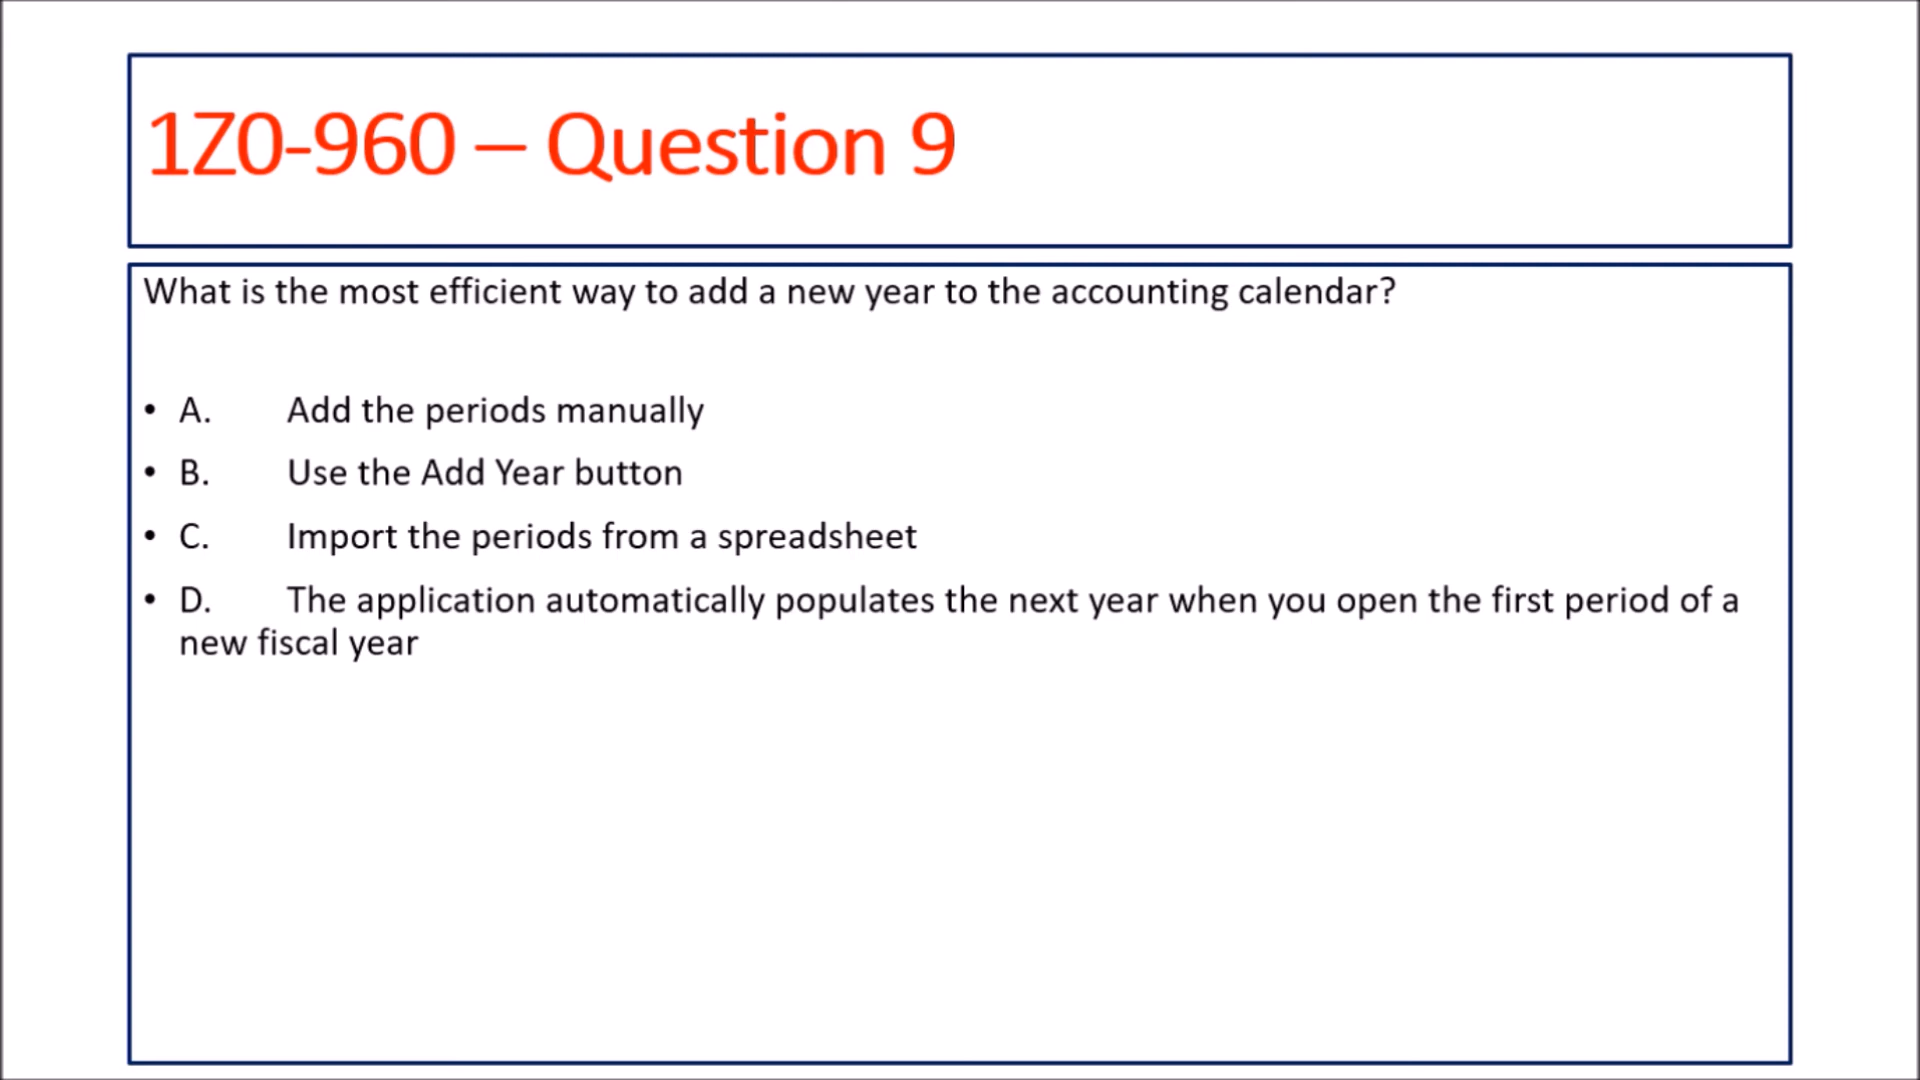 1Z0-960 – Question 9
What is the most efficient way to add a new year to the accounting calendar?
• A. Add the periods manually
• B. Use the Add Year button
• C. Import the periods from a spreadsheet
• D. The application automatically populates the next year when you open the first period of a
new fiscal year